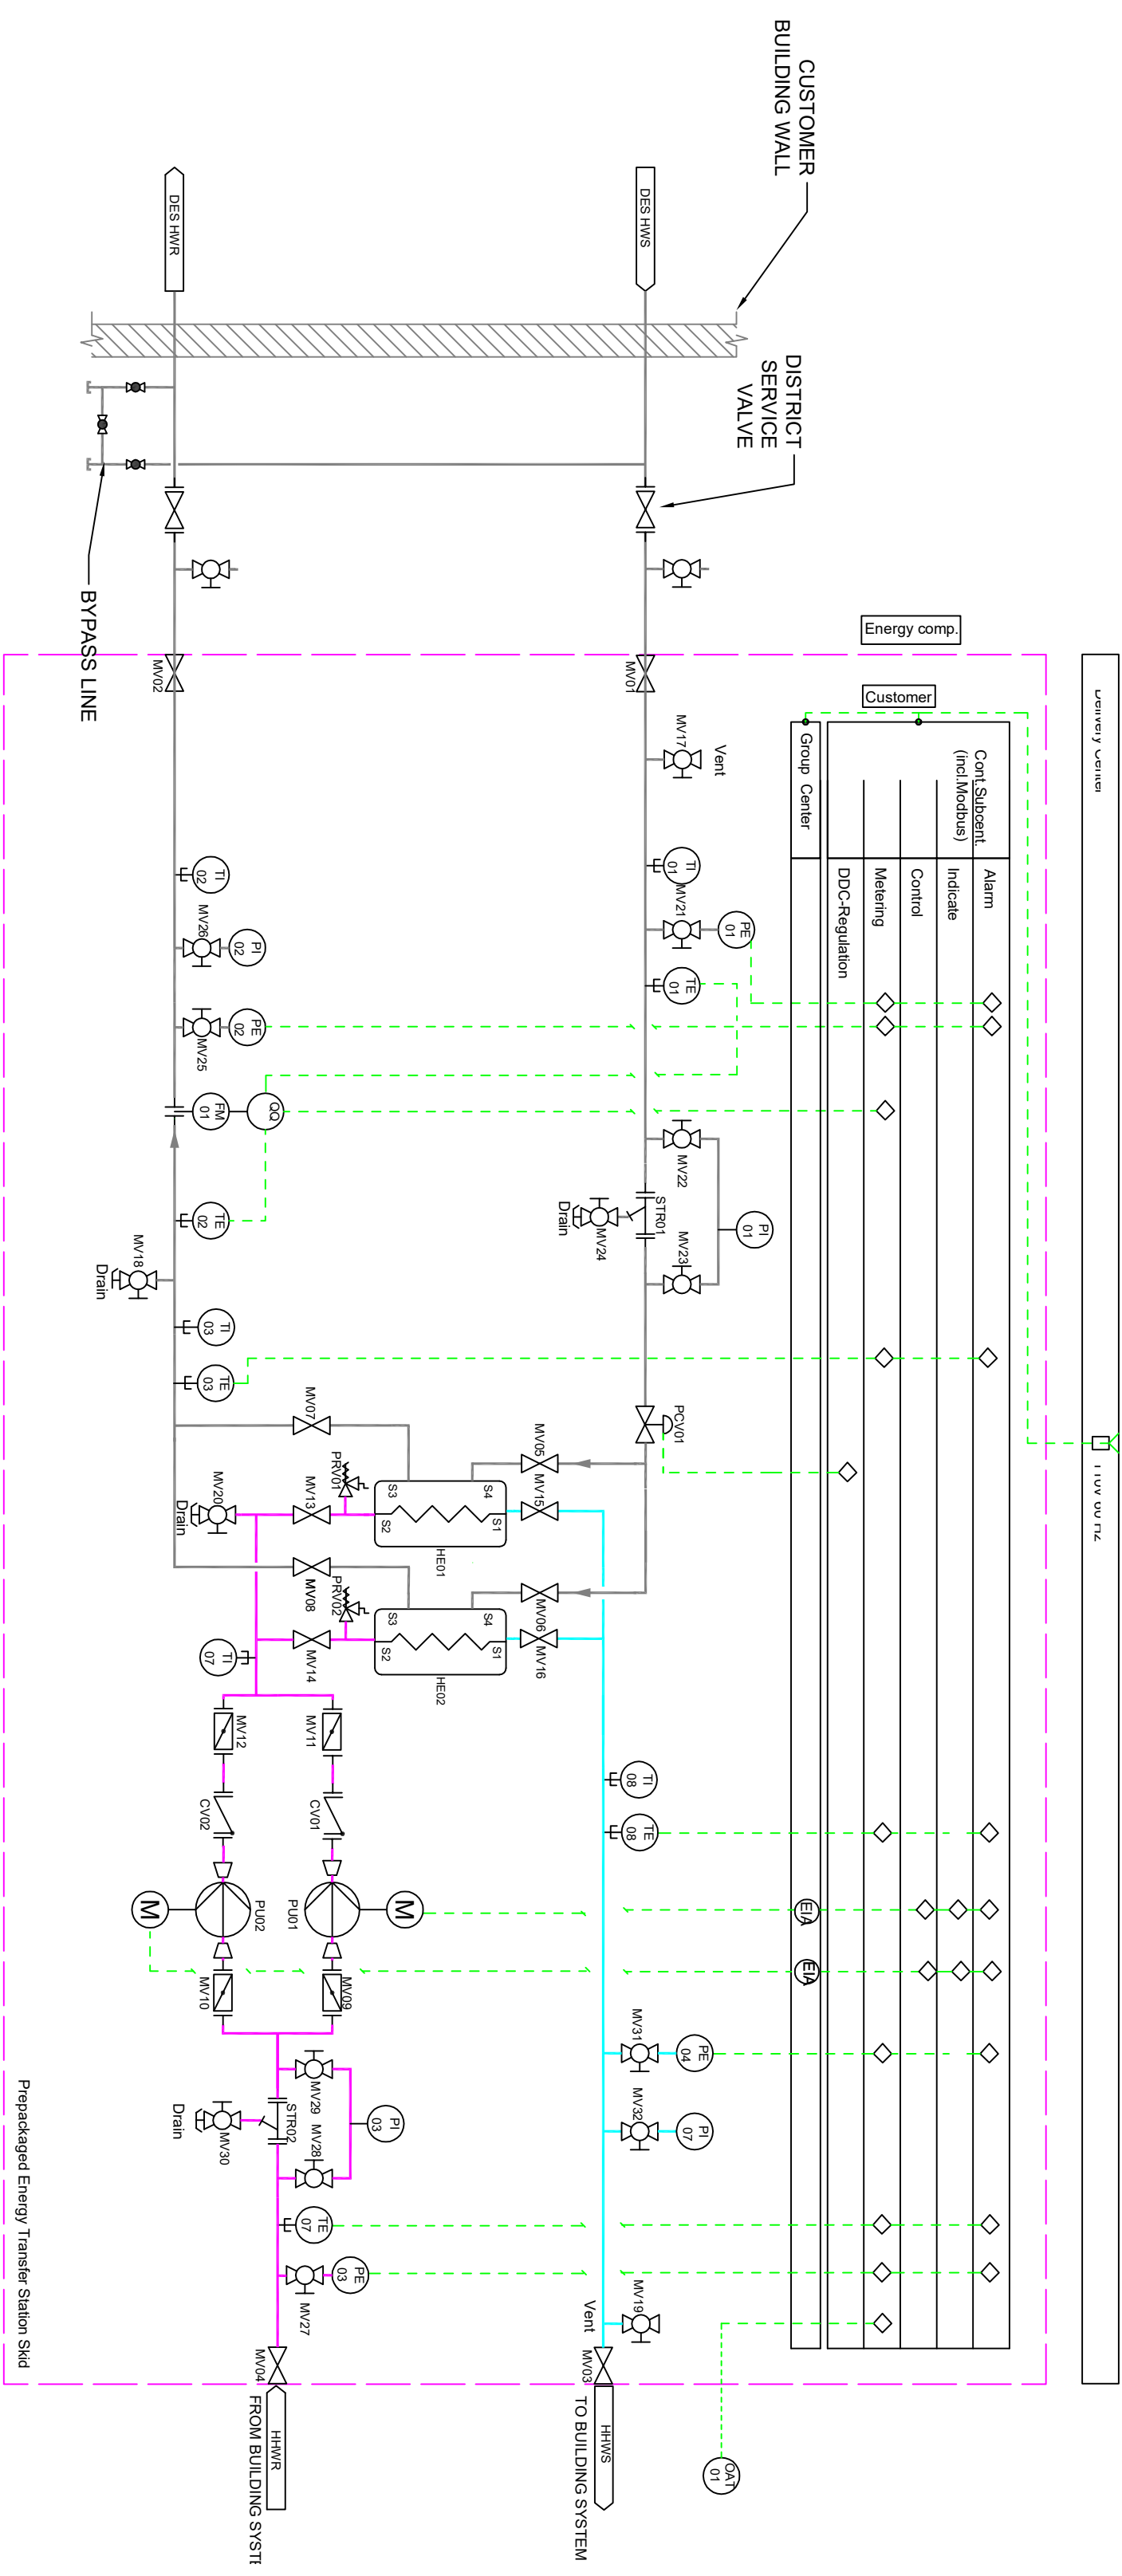 Energy comp.
Customer
Cont.Subcent.
(incl.Modbus)
Alarm
Indicate
Control
Metering
DDC-Regulation
Group Center
EIA
EIA
CUSTOMER
BUILDING WALL
DISTRICT
SERVICE
VALVE
OAT
01
Vent
MV17
PI
01
PE
01
TI
01
MV21
TE
01
MV22
MV23
PCV01
PE
04
PI
07
DES HWS
MV01
STR01
MV24
Drain
TI
08
TE
08
MV31
MV32
MV19
Vent
MV03
HHWS
TO BUILDING SYSTEM
MV05
MV15
MV06
MV16
S4
S1
S3
S2
HE01
S4
S1
S3
S2
HE02
PRV01
PRV02
MV07
MV13
MV08
MV14
M
PI
03
PE
03
MV11
CV01
PU01
MV09
MV29
MV28
TE
07
MV27
STR02
MV04
HHWR
FROM BUILDING SYSTE
QQ
PI
02
PE
02
TI
02
MV26
MV25
FM
01
TE
02
TI
03
TE
03
MV20
Drain
TI
07
MV12
CV02
PU02
MV10
MV30
Drain
M
DES HWR
MV02
MV18
Drain
BYPASS LINE
Prepackaged Energy Transfer Station Skid